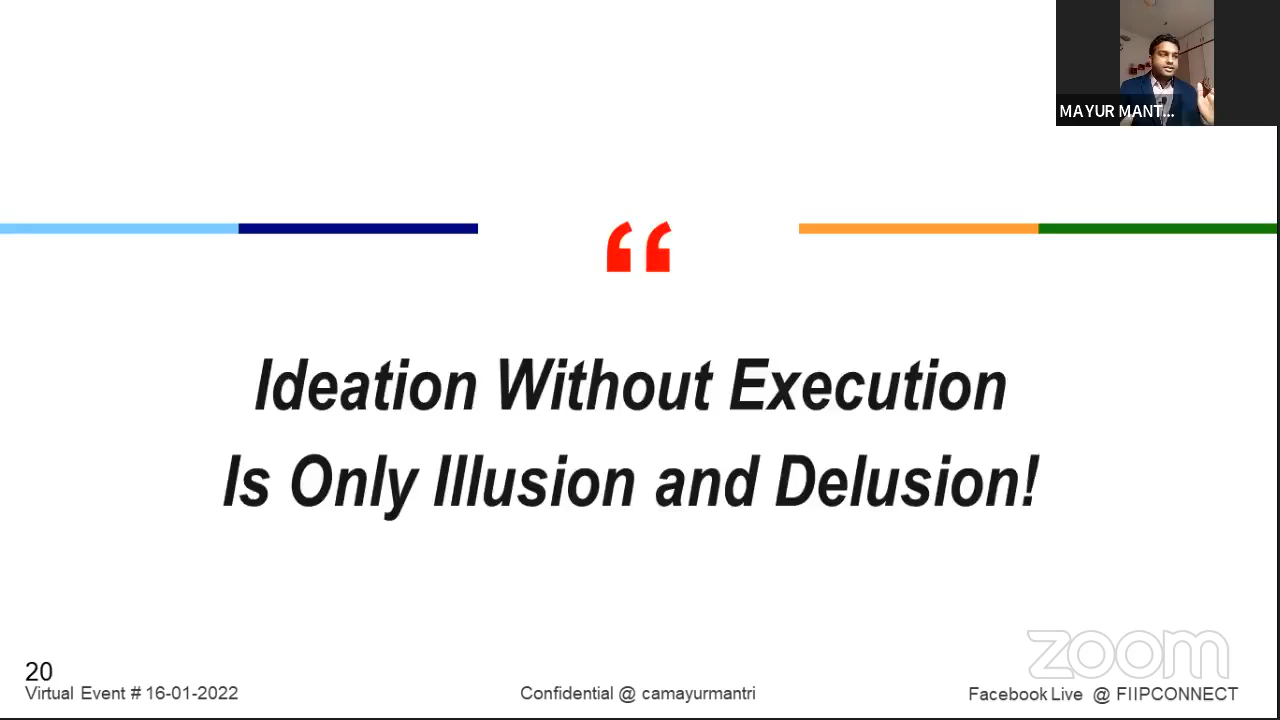 MAYUR MANT...
“
Ideation Without Execution
Is Only Illusion and Delusion!
zoom
20
Virtual Event # 16-01-2022
Confidential @ camayurmantri
Facebook Live @ FIIPCONNECT